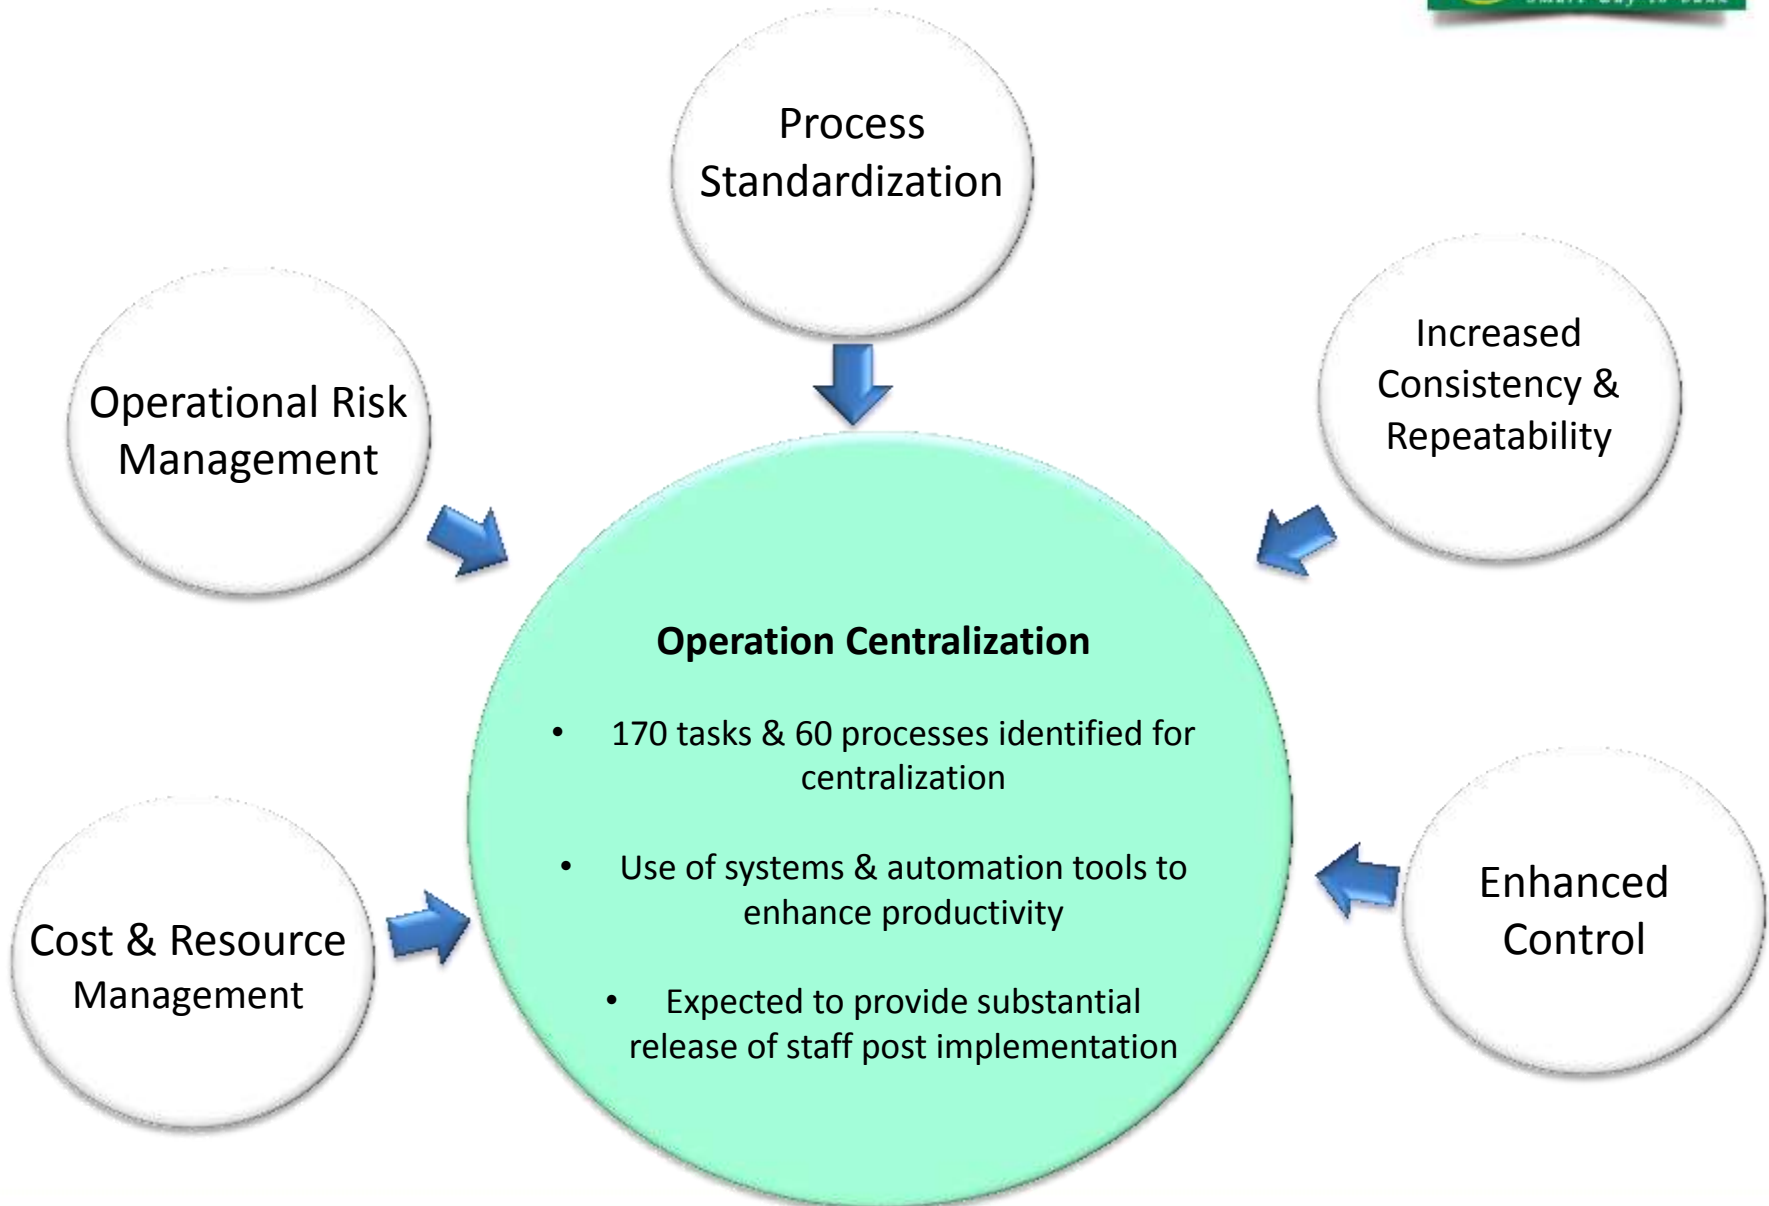 Process
Standardization
Increased
Consistency &
Repeatability
Operational Risk
Management
Operation Centralization
• 170 tasks & 60 processes identified for
centralization
• Use of systems & automation tools to
enhance productivity
• Expected to provide substantial
release of staff post implementation
Enhanced
Control
Cost & Resource
Management